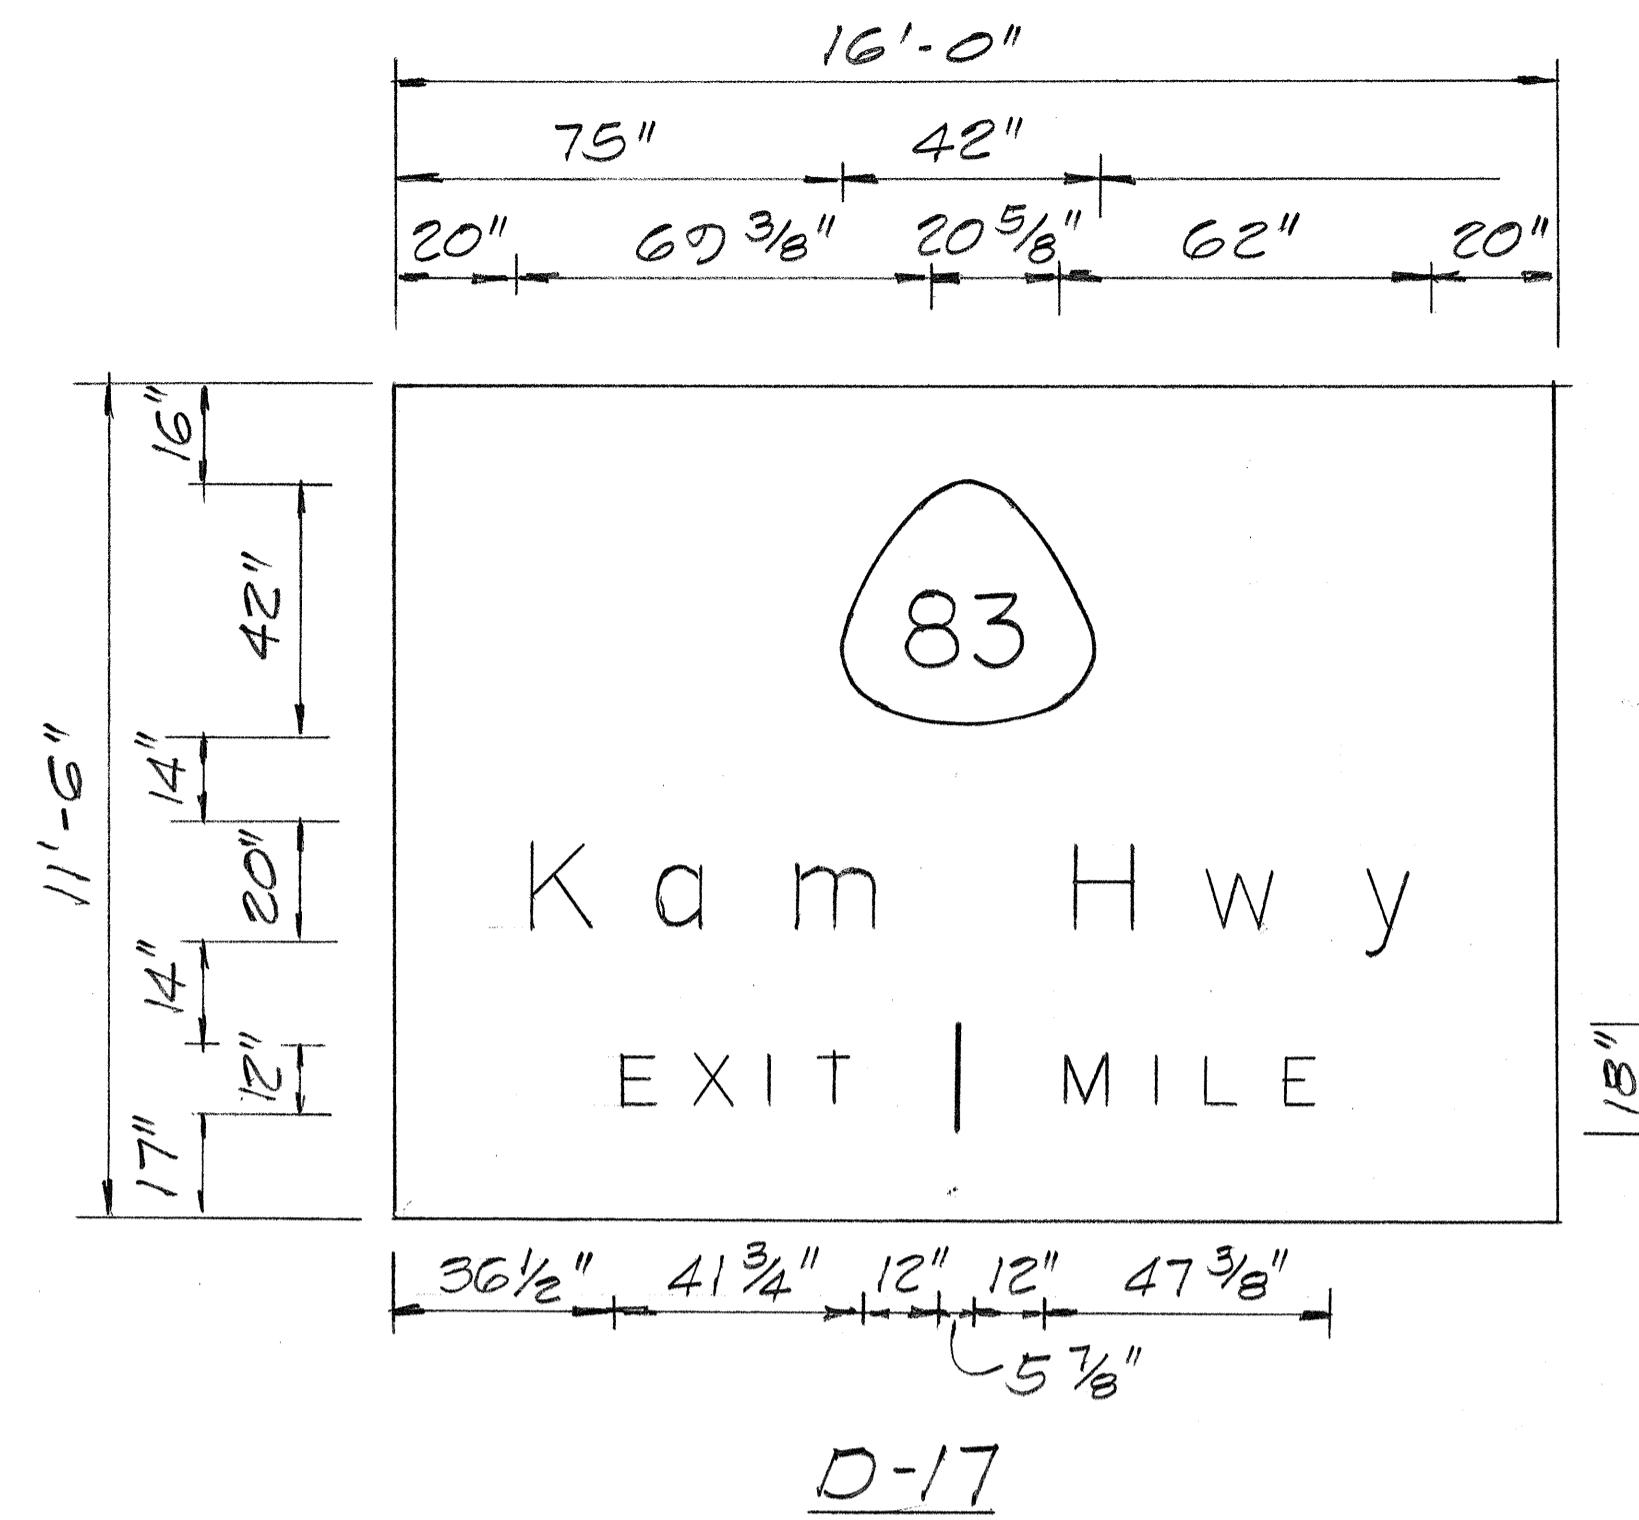 16'-0"
75" 42"
20" 69 3/8" 20 5/8" 62" 20"
11'-6"
16"
42"
14"
20"
14"
12"
17"
83
Kam Hwy
EXIT 1 MILE
18"
36 1/2" 41 3/4" 12" 12" 47 3/8"
5 7/8"
D-17